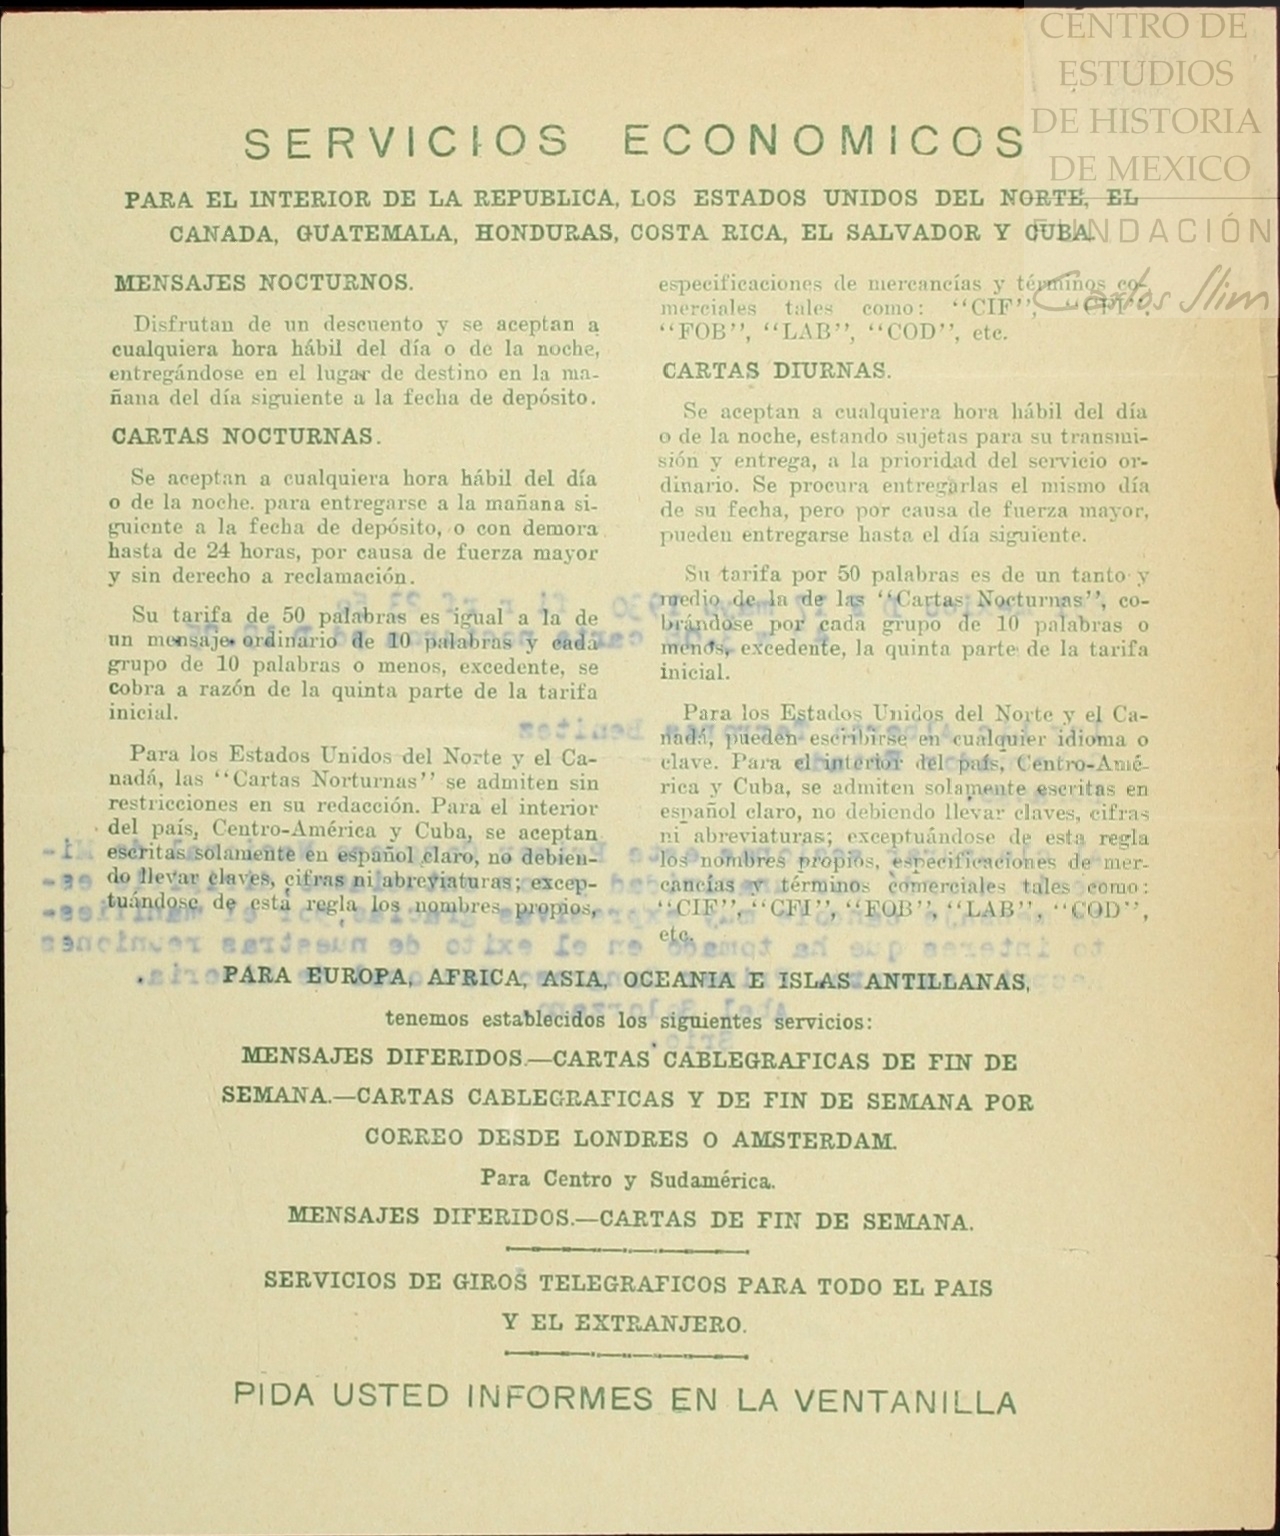 CENTRO DE
ESTUDIOS
DE HISTORIA
DE MEXICO
FUNDACIÓN
Carlos Slim
SERVICIOS ECONOMICOS
PARA EL INTERIOR DE LA REPUBLICA, LOS ESTADOS UNIDOS DEL NORTE, EL
CANADA, GUATEMALA, HONDURAS, COSTA RICA, EL SALVADOR Y CUBA.
MENSAJES NOCTURNOS.
Disfrutan de un descuento y se aceptan a
cualquiera hora hábil del día o de la noche,
entregándose en el lugar de destino en la ma-
ñana del día siguiente a la fecha de depósito.
CARTAS NOCTURNAS.
Se aceptan a cualquiera hora hábil del día
o de la noche. para entregarse a la mañana si-
guiente a la fecha de depósito, o con demora
hasta de 24 horas, por causa de fuerza mayor
y sin derecho a reclamación.
Su tarifa de 50 palabras es igual a la de
un mensaje ordinario de 10 palabras y cada
grupo de 10 palabras o menos, excedente, se
cobra a razón de la quinta parte de la tarifa
inicial.
Para los Estados Unidos del Norte y el Ca-
nadá, las "Cartas Norturnas" se admiten sin
restricciones en su redacción. Para el interior
del país, Centro-América y Cuba, se aceptan
escritas solamente en español claro, no debien-
do llevar claves, cifras ni abreviaturas; excep-
tuándose de esta regla los nombres propios,
especificaciones de mercancías y términos co-
merciales tales como: "CIF", "CFI",
"FOB", "LAB", "COD", etc.
CARTAS DIURNAS.
Se aceptan a cualquiera hora hábil del día
o de la noche, estando sujetas para su transmi-
sión y entrega, a la prioridad del servicio or-
dinario. Se procura entregarlas el mismo día
de su fecha, pero por causa de fuerza mayor,
pueden entregarse hasta el día siguiente.
Su tarifa por 50 palabras es de un tanto y
medio de la de las "Cartas Nocturnas", co-
brándose por cada grupo de 10 palabras o
menos, excedente, la quinta parte de la tarifa
inicial.
Para los Estados Unidos del Norte y el Ca-
nadá, pueden escribirse en cualquier idioma o
clave. Para el interior del país, Centro-Amé-
rica y Cuba, se admiten solamente escritas en
español claro, no debiendo llevar claves, cifras
ni abreviaturas; exceptuándose de esta regla
los nombres propios, especificaciones de mer-
cancías y términos comerciales tales como:
"CIF", "CFI", "FOB", "LAB", "COD",
etc.
PARA EUROPA, AFRICA, ASIA, OCEANIA E ISLAS ANTILLANAS,
tenemos establecidos los siguientes servicios:
MENSAJES DIFERIDOS.—CARTAS CABLEGRAFICAS DE FIN DE
SEMANA.—CARTAS CABLEGRAFICAS Y DE FIN DE SEMANA POR
CORREO DESDE LONDRES O AMSTERDAM.
Para Centro y Sudamérica.
MENSAJES DIFERIDOS.—CARTAS DE FIN DE SEMANA.
SERVICIOS DE GIROS TELEGRAFICOS PARA TODO EL PAIS
Y EL EXTRANJERO.
PIDA USTED INFORMES EN LA VENTANILLA